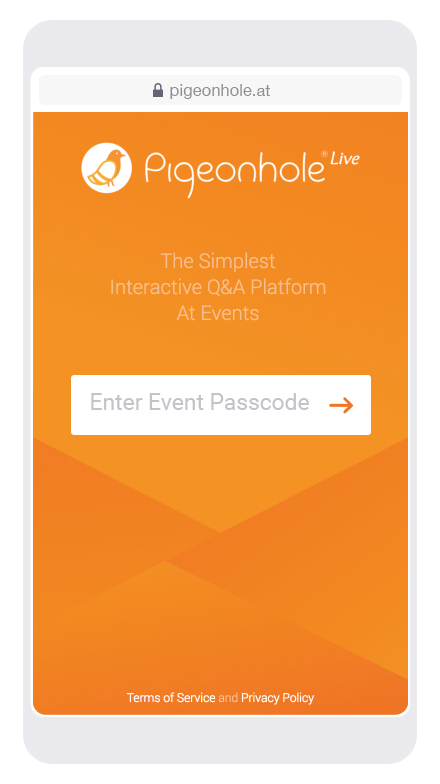 pigeonhole.at
Pigeonhole® Live
The Simplest
Interactive Q&A Platform
At Events
Enter Event Passcode
Terms of Service and Privacy Policy